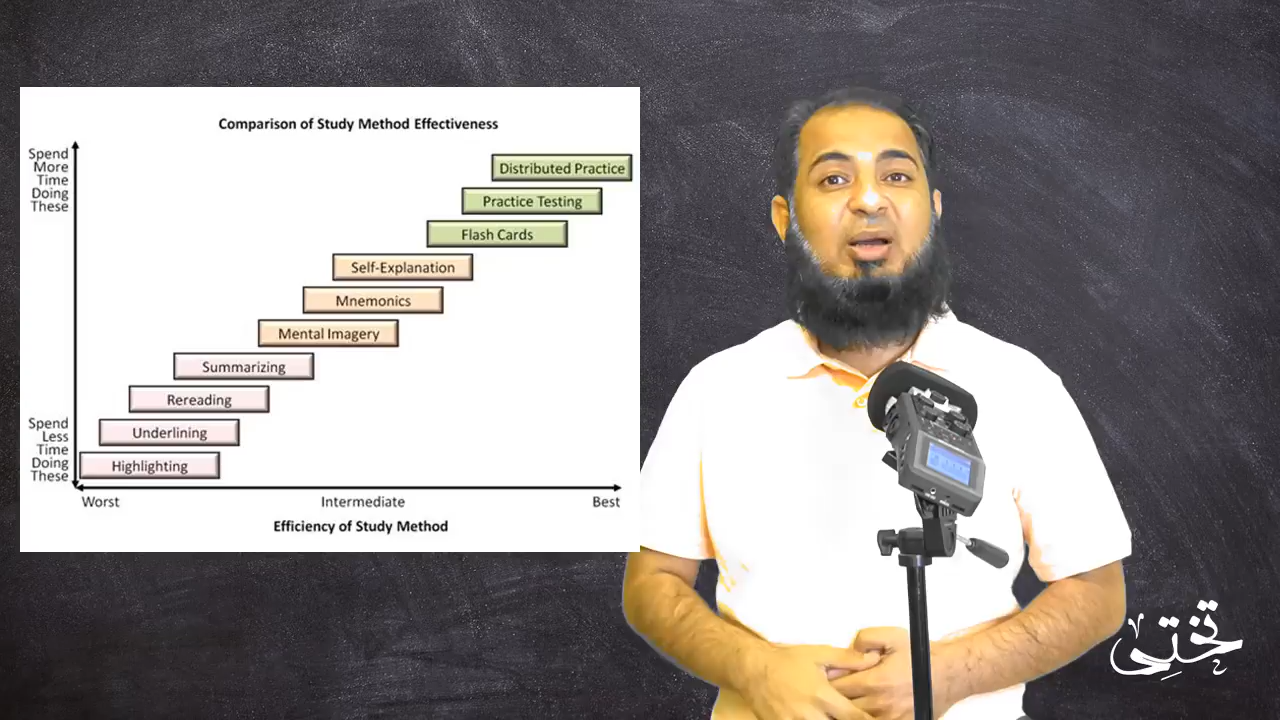 Comparison of Study Method Effectiveness
Spend
More
Time
Doing
These
Distributed Practice
Practice Testing
Flash Cards
Self-Explanation
Mnemonics
Mental Imagery
Summarizing
Rereading
Underlining
Highlighting
Spend
Less
Time
Doing
These
Worst
Intermediate
Best
Efficiency of Study Method
تختی